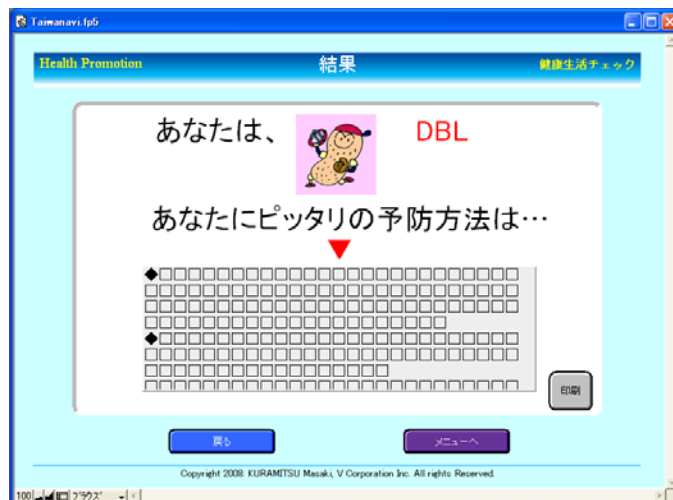 Taiwanavi.fp5
Health Promotion 結果 健康生活チェック
あなたは、 DBL
あなたにピッタリの予防方法は…
▼
◆□□□□□□□□□□□□□□□□□□□□□□□□□
□□□□□□□□□□□□□□□□□□□□□□□□□□
□□□□□□□□□□□□□□□□□□□□□□□□□□
□□□□□□□□□□□□□□□□□□□□□
◆□□□□□□□□□□□□□□□□□□□□□□□□□
□□□□□□□□□□□□□□□□□□□□□□□□□□
□□□□□□□□□□□□□□□□□
□□□□□□□□□□□□□□□□□□□□□□□□□□
印刷
戻る メニューへ
Copyright 2008: KURAMITSU Masaki, V Corporation Inc. All rights Reserved.
100 ブラウズ